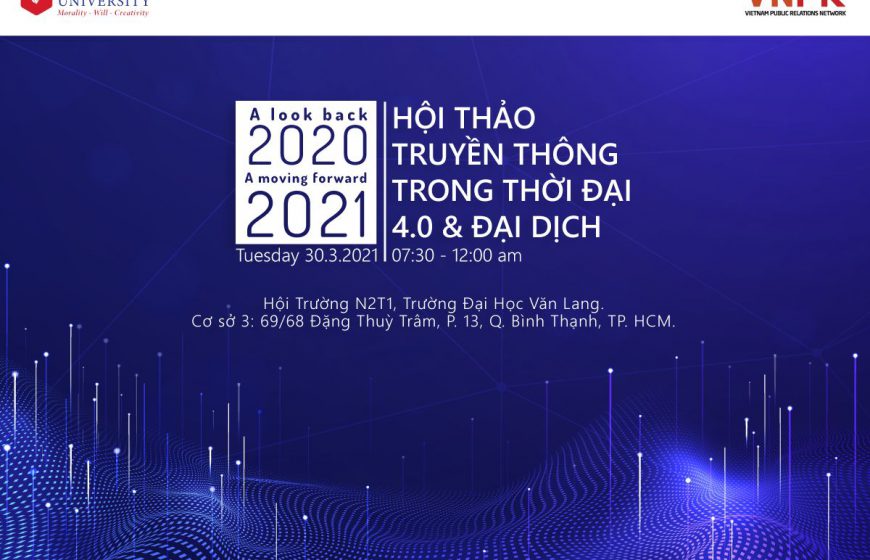 UNIVERSITY
Morality - Will - Creativity
VIETNAM PUBLIC RELATIONS NETWORK
A look back
2020
A moving forward
2021
HỘI THẢO
TRUYỀN THÔNG
TRONG THỜI ĐẠI
4.0 & ĐẠI DỊCH
Tuesday 30.3.2021
07:30 - 12:00 am
Hội Trường N2T1, Trường Đại Học Văn Lang.
Cơ sở 3: 69/68 Đặng Thuỳ Trâm, P. 13, Q. Bình Thạnh, TP. HCM.